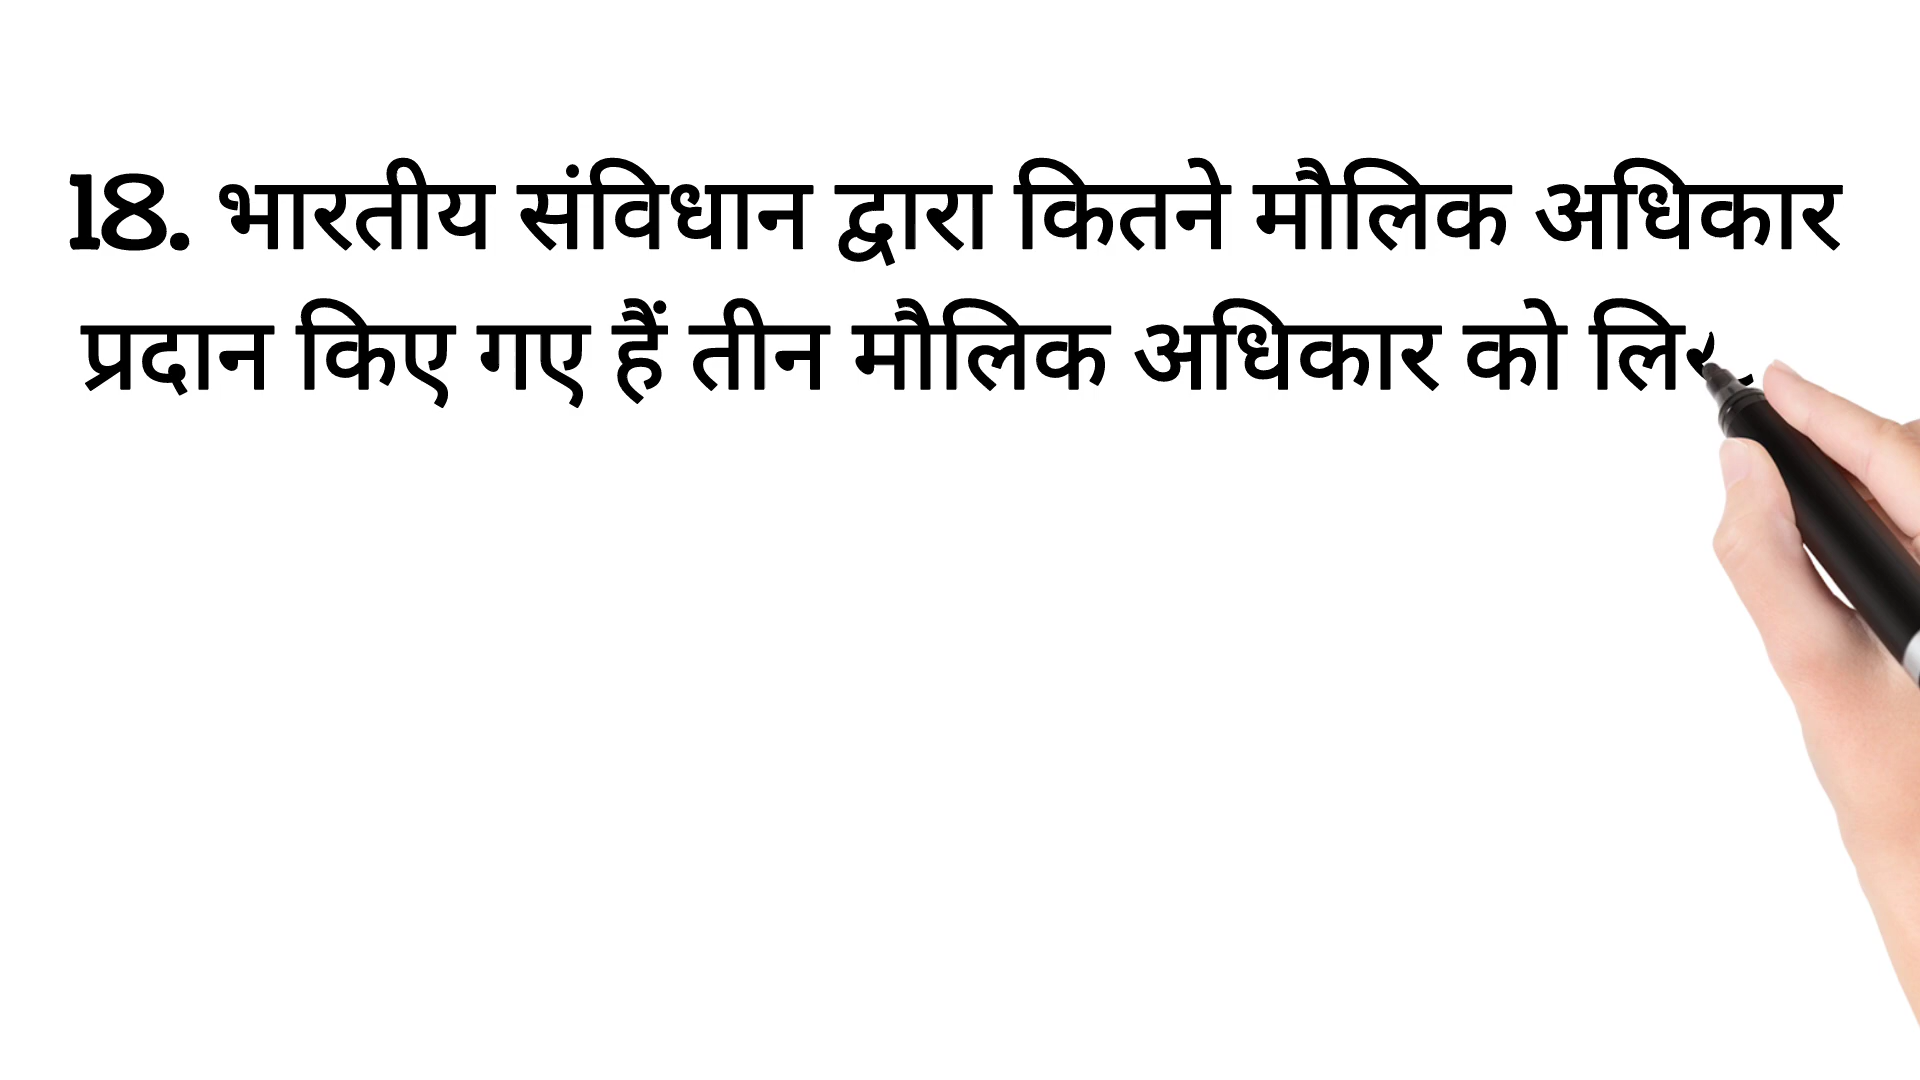 18. भारतीय संविधान द्वारा कितने मौलिक अधिकार
प्रदान किए गए हैं तीन मौलिक अधिकार को